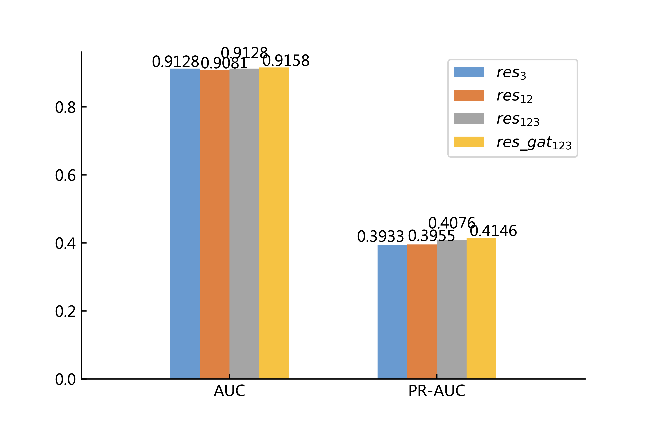 0.9128 0.9081 0.9128 0.9158
res₃
res₁₂
res₁₂₃
res_gat₁₂₃
0.8
0.6
0.3933 0.3955 0.4076 0.4146
0.4
0.2
0.0
AUC PR-AUC